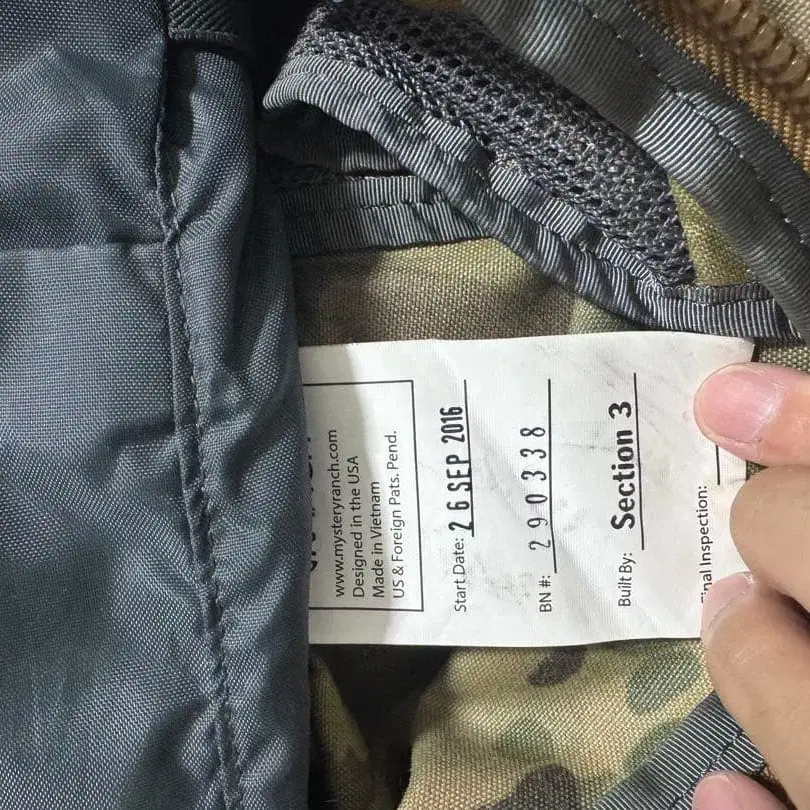 www.mysteryranch.com
Designed in the USA
Made in Vietnam
US & Foreign Pats. Pend.
Start Date: 26 SEP 2016
BN #: 290338
Built By: Section 3
Final Inspection: